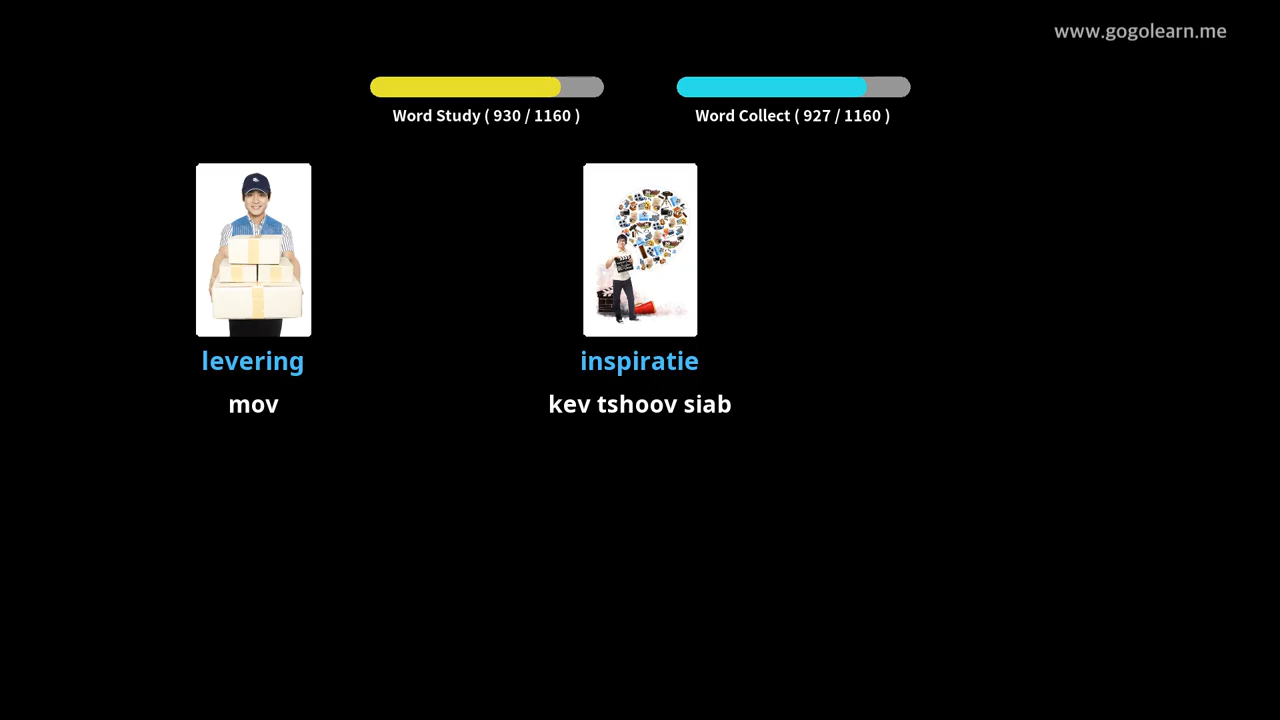 www.gogolearn.me
Word Study ( 930 / 1160 )
Word Collect ( 927 / 1160 )
levering
inspiratie
mov
kev tshoov siab